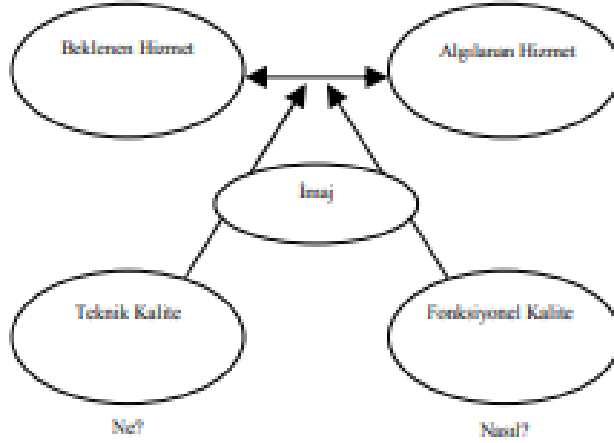 Beklenen Hizmet
Algılanan Hizmet
İmaj
Teknik Kalite
Fonksiyonel Kalite
Ne?
Nasıl?